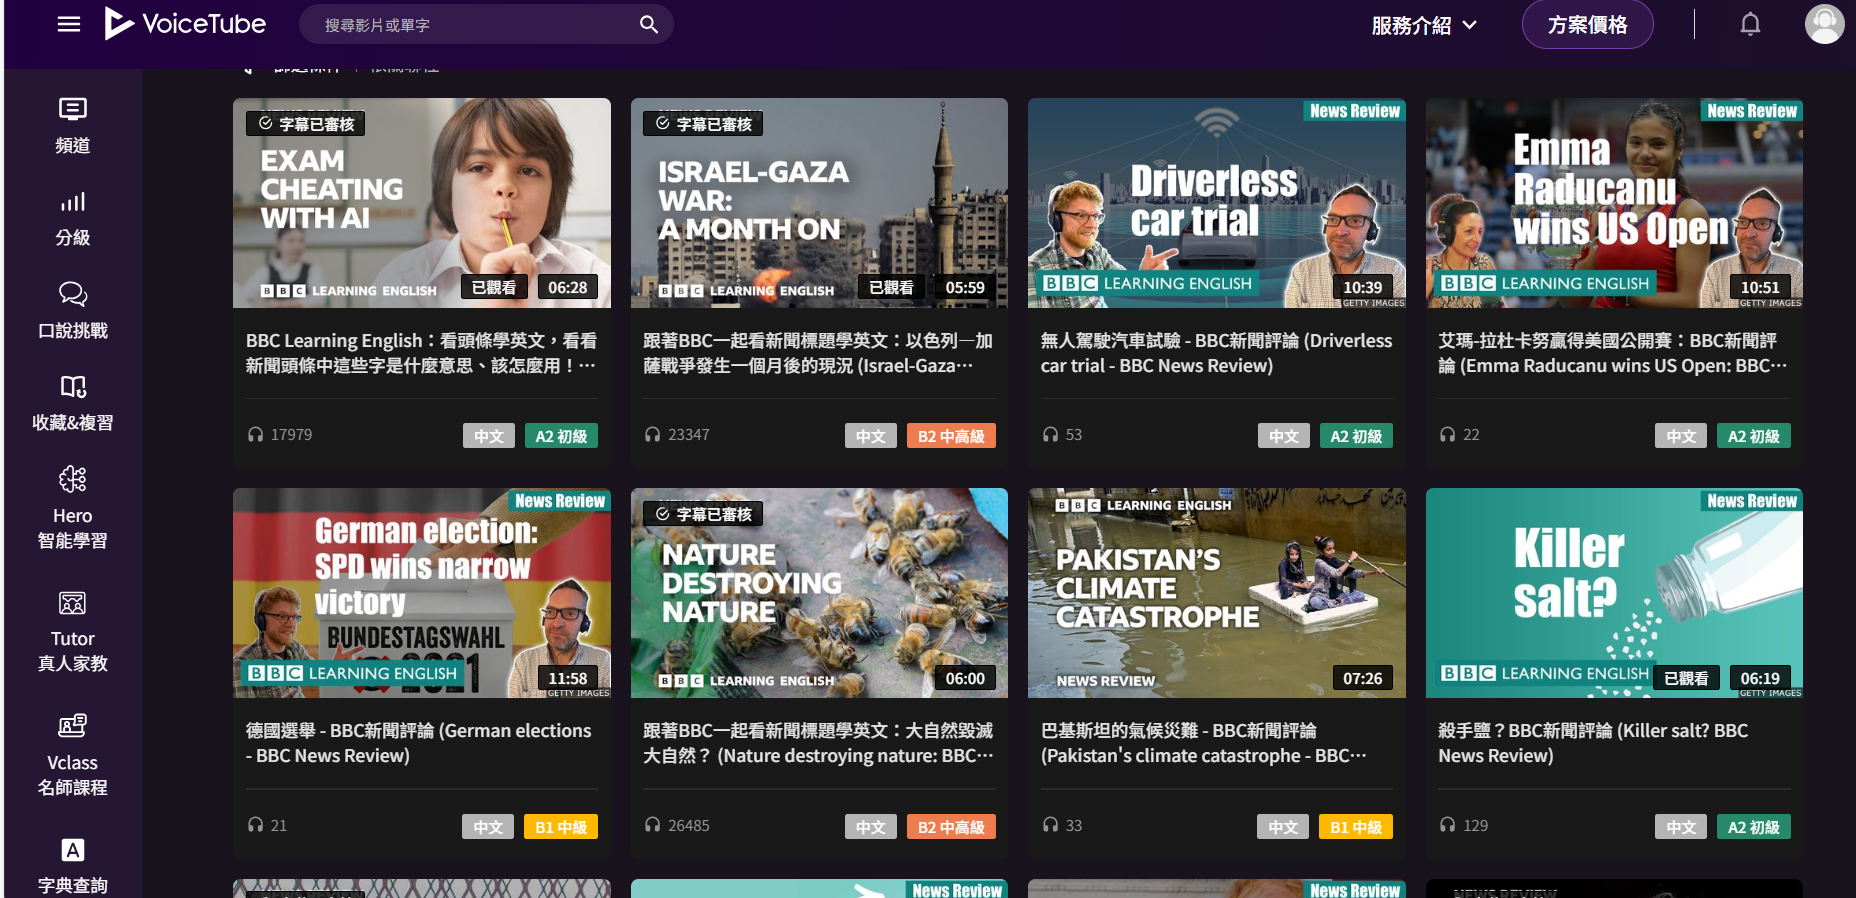 VoiceTube
搜尋影片或單字
服務介紹
方案價格
頻道
分級
口說挑戰
收藏&複習
Hero
智能學習
Tutor
真人家教
Vclass
名師課程
字典查詢
字幕已審核
EXAM
CHEATING
WITH AI
BBC LEARNING ENGLISH
已觀看
06:28
BBC Learning English：看頭條學英文，看看
新聞頭條中這些字是什麼意思、該怎麼用！…
17979
中文
A2 初級
字幕已審核
ISRAEL-GAZA
WAR:
A MONTH ON
BBC LEARNING ENGLISH
已觀看
05:59
跟著BBC一起看新聞標題學英文：以色列—加
薩戰爭發生一個月後的現況 (Israel-Gaza…
23347
中文
B2 中高級
News Review
Driverless
car trial
BBC LEARNING ENGLISH
10:39
GETTY IMAGES
無人駕駛汽車試驗 - BBC新聞評論 (Driverless
car trial - BBC News Review)
53
中文
A2 初級
News Review
Emma
Raducanu
wins US Open
BBC LEARNING ENGLISH
10:51
GETTY IMAGES
艾瑪-拉杜卡努贏得美國公開賽：BBC新聞評
論 (Emma Raducanu wins US Open: BBC…
22
中文
A2 初級
News Review
German election:
SPD wins narrow
victory
BUNDESTAGSWAHL
2021
BBC LEARNING ENGLISH
11:58
GETTY IMAGES
德國選舉 - BBC新聞評論 (German elections
- BBC News Review)
21
中文
B1 中級
字幕已審核
NATURE
DESTROYING
NATURE
BBC LEARNING ENGLISH
06:00
跟著BBC一起看新聞標題學英文：大自然毀滅
大自然？ (Nature destroying nature: BBC…
26485
中文
B2 中高級
BBC LEARNING ENGLISH
PAKISTAN'S
CLIMATE
CATASTROPHE
NEWS REVIEW
07:26
巴基斯坦的氣候災難 - BBC新聞評論
(Pakistan's climate catastrophe - BBC…
33
中文
B1 中級
News Review
Killer
salt?
BBC LEARNING ENGLISH
已觀看
06:19
GETTY IMAGES
殺手鹽？BBC新聞評論 (Killer salt? BBC
News Review)
129
中文
A2 初級
News Review
News Review
NEWS REVIEW